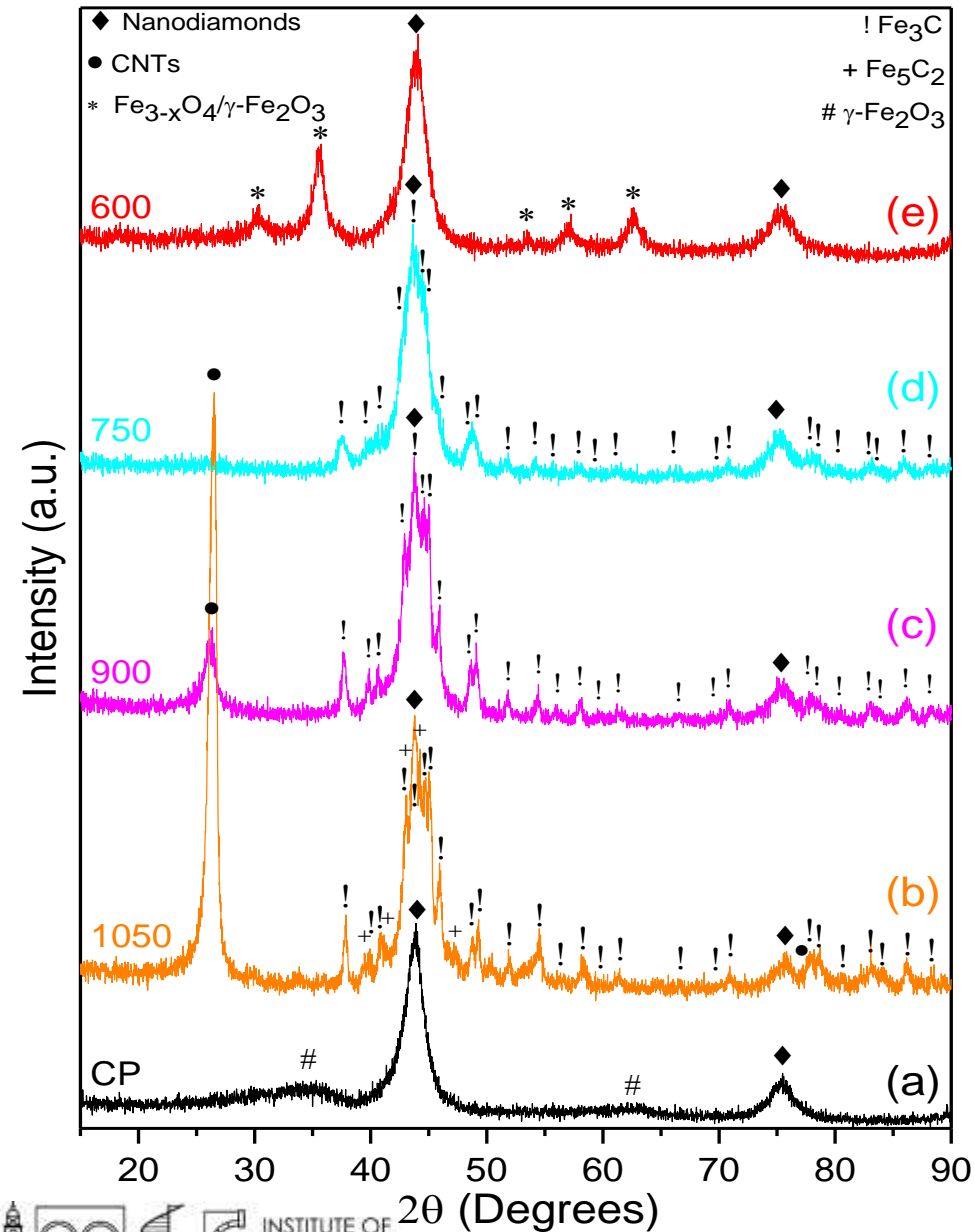 ◆ Nanodiamonds
● CNTs
* Fe3-xO4/γ-Fe2O3
! Fe3C
+ Fe5C2
# γ-Fe2O3
600
(e)
750
(d)
900
(c)
1050
(b)
CP
(a)
Intensity (a.u.)
20 30 40 50 60 70 80 90
2θ (Degrees)
INSTITUTE OF